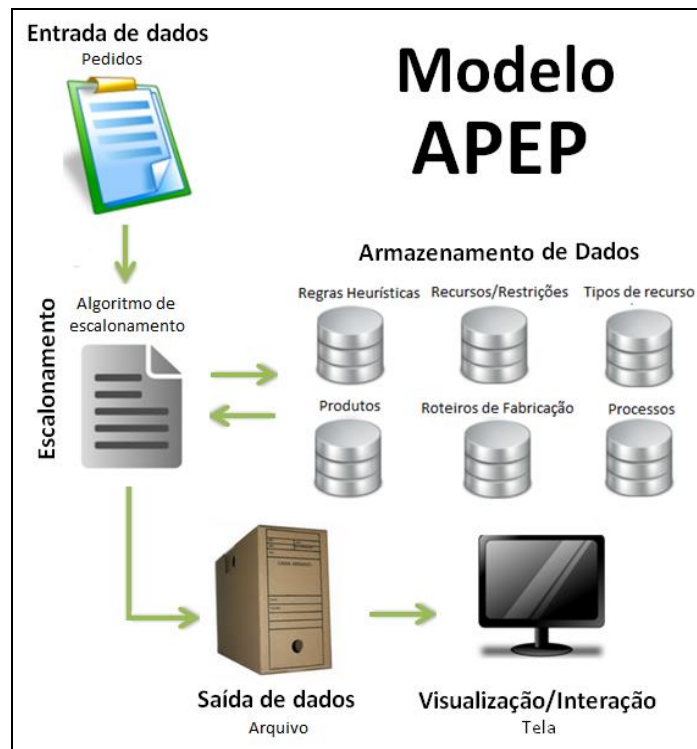 Entrada de dados
Pedidos
Modelo
APEP
Armazenamento de Dados
Regras Heurísticas
Recursos/Restrições
Tipos de recurso
Escalonamento
Algoritmo de
escalonamento
Produtos
Roteiros de Fabricação
Processos
Saída de dados
Arquivo
Visualização/Interação
Tela